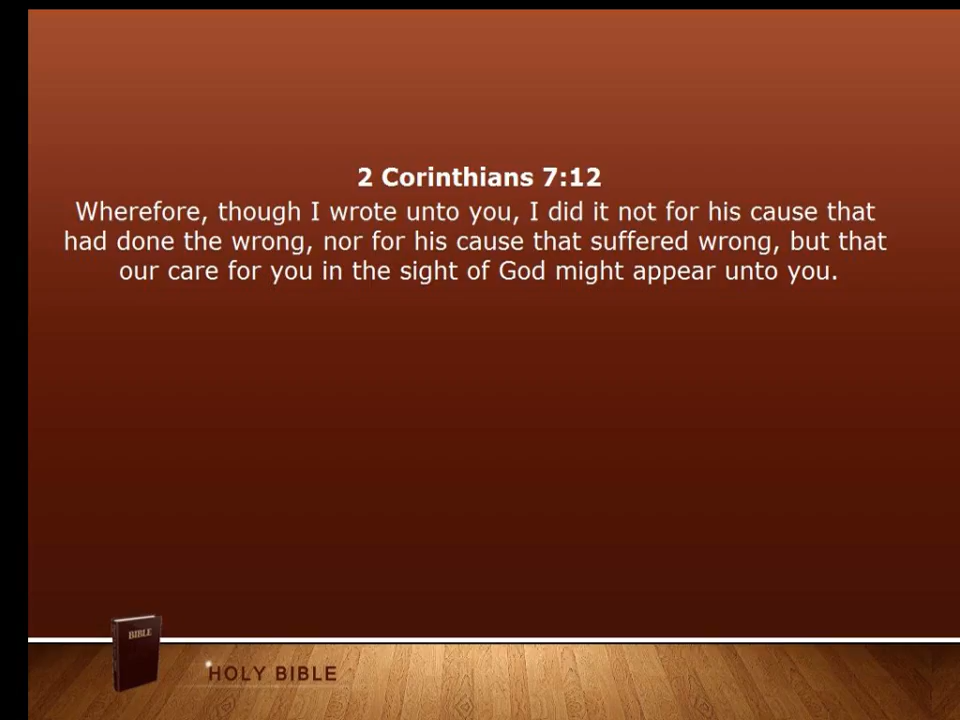 2 Corinthians 7:12
Wherefore, though I wrote unto you, I did it not for his cause that
had done the wrong, nor for his cause that suffered wrong, but that
our care for you in the sight of God might appear unto you.
BIBLE
HOLY BIBLE